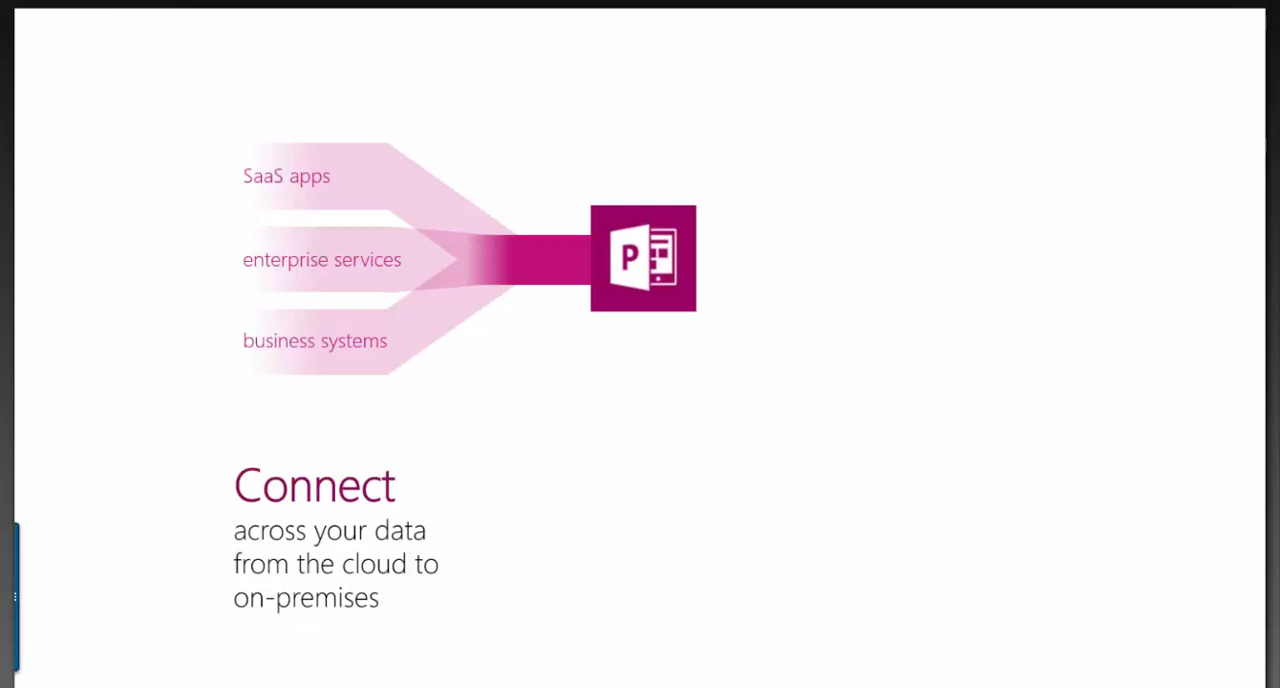 SaaS apps
enterprise services
business systems
P
Connect
across your data
from the cloud to
on-premises